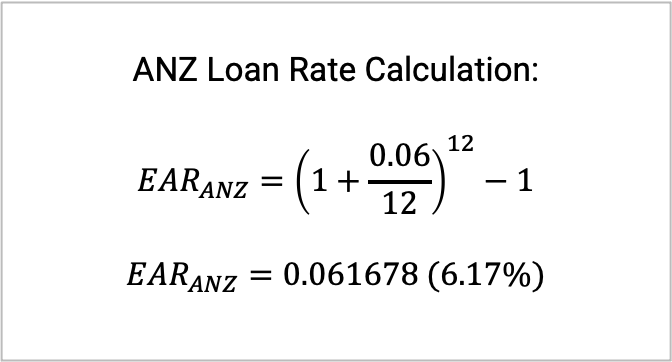 ANZ Loan Rate Calculation:
EAR_ANZ = (1 + 0.06/12)^12 − 1
EAR_ANZ = 0.061678 (6.17%)